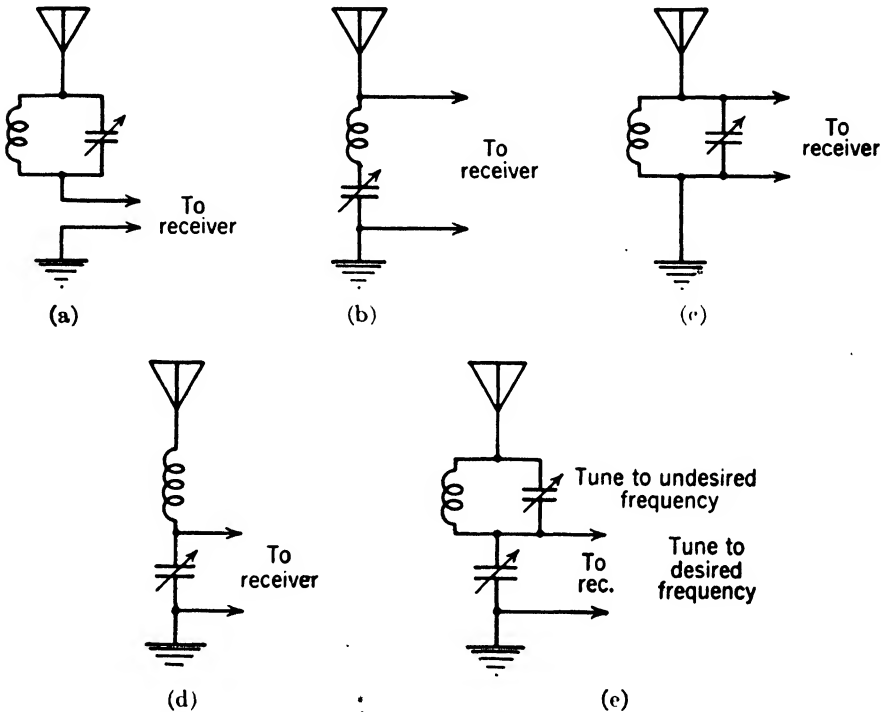 To
receiver
To
receiver
To
receiver
(a)
(b)
(c)
To
receiver
Tune to undesired
frequency
To
rec.
Tune to
desired
frequency
(d)
(e)